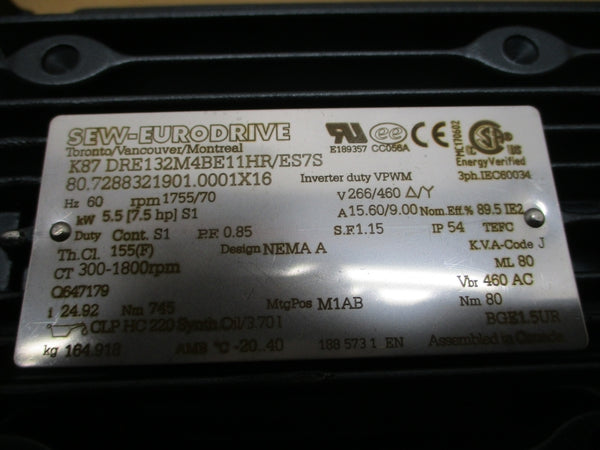 SEW-EURODRIVE
Toronto/Vancouver/Montreal
E189357
CC056A
MC170602
EnergyVerified
K87 DRE132M4BE11HR/ES7S
80.7288321901.0001X16
Inverter duty VPWM
3ph.IEC60034
Hz 60 rpm 1755/70 V 266/460 Δ/Y
kW 5.5 [7.5 hp] S1 A 15.60/9.00 Nom.Eff.% 89.5 IE2
Duty Cont. S1 P.F. 0.85 S.F.1.15 IP 54 TEFC
Th.Cl. 155(F) Design NEMA A K.V.A-Code J
CT 300-1800rpm ML 80
Q647179 Vbr 460 AC
i 24.92 Nm 745 MtgPos M1AB Nm 80
CLP HC 220 Synth.Oil/3.70 l BGE1.5UR
kg 164.918 AMB °C -20..40 188 573 1 EN Assembled in Canada